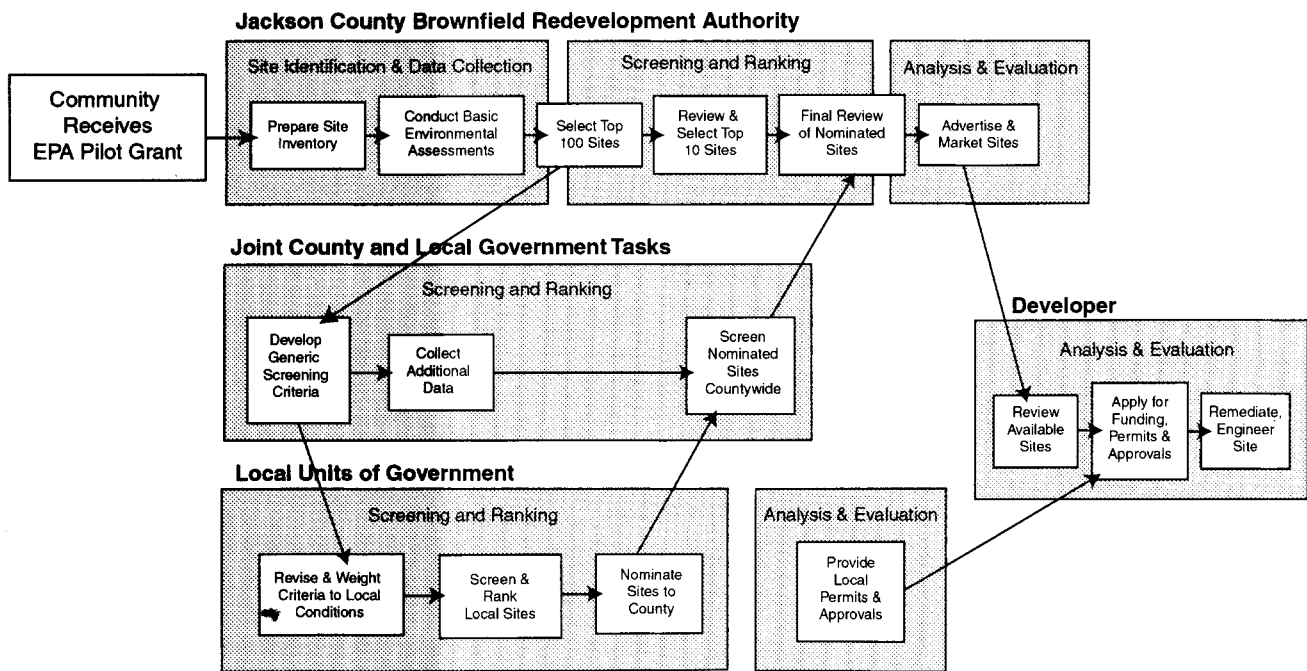 Jackson County Brownfield Redevelopment Authority
Site Identification & Data Collection
Screening and Ranking
Analysis & Evaluation
Community
Receives
EPA Pilot Grant
Prepare Site
Inventory
Conduct Basic
Environmental
Assessments
Select Top
100 Sites
Review &
Select Top
10 Sites
Final Review
of Nominated
Sites
Advertise &
Market Sites
Joint County and Local Government Tasks
Screening and Ranking
Develop
Generic
Screening
Criteria
Collect
Additional
Data
Screen
Nominated
Sites
Countywide
Developer
Analysis & Evaluation
Review
Available
Sites
Apply for
Funding,
Permits &
Approvals
Remediate,
Engineer
Site
Local Units of Government
Screening and Ranking
Revise & Weight
Criteria to Local
Conditions
Screen &
Rank
Local Sites
Nominate
Sites to
County
Analysis & Evaluation
Provide
Local
Permits &
Approvals